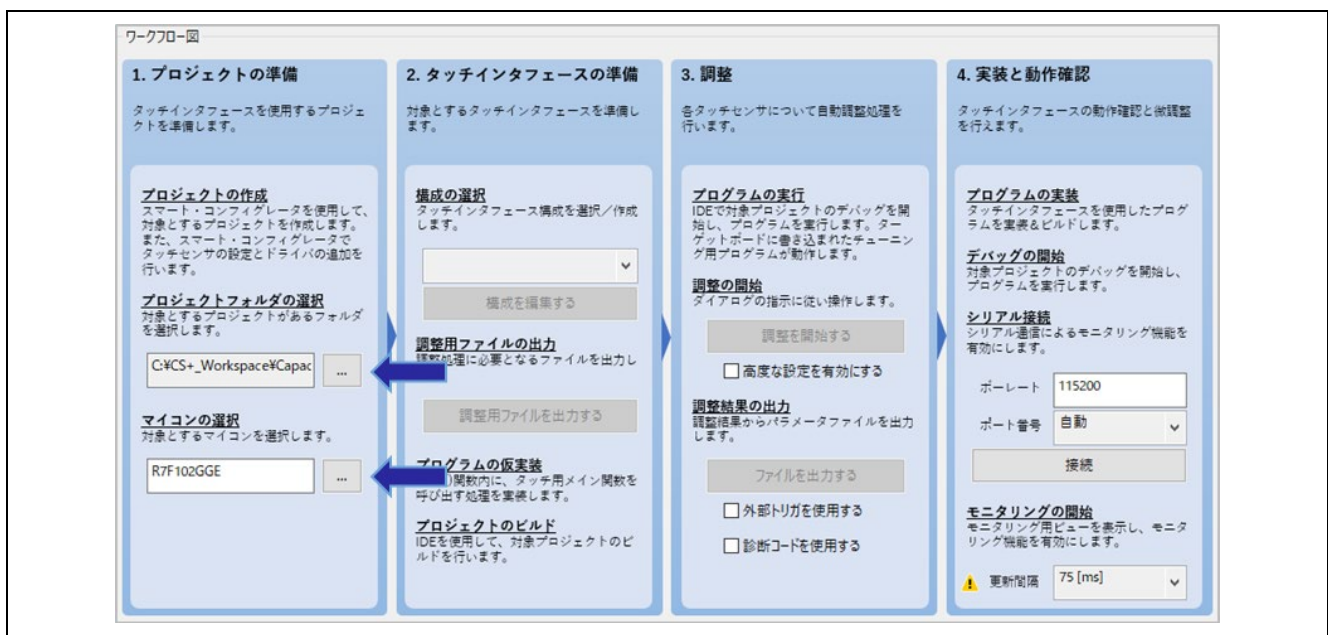 ワークフロー図
1. プロジェクトの準備
タッチインタフェースを使用するプロジェ
クトを準備します。
プロジェクトの作成
スマート・コンフィグレータを使用して、
対象とするプロジェクトを作成します。
また、スマート・コンフィグレータで
タッチセンサの設定とドライバの追加を
行います。
プロジェクトフォルダの選択
対象とするプロジェクトがあるフォルダ
を選択します。
C:¥CS+_Workspace¥Capac
...
マイコンの選択
対象とするマイコンを選択します。
R7F102GGE
...
2. タッチインタフェースの準備
対象とするタッチインタフェースを準備し
ます。
構成の選択
タッチインタフェース構成を選択／作成
します。
構成を編集する
調整用ファイルの出力
調整処理に必要となるファイルを出力し
調整用ファイルを出力する
プログラムの仮実装
)関数内に、タッチ用メイン関数を
呼び出す処理を実装します。
プロジェクトのビルド
IDEを使用して、対象プロジェクトのビ
ルドを行います。
3. 調整
各タッチセンサについて自動調整処理を
行います。
プログラムの実行
IDEで対象プロジェクトのデバッグを開
始し、プログラムを実行します。ター
ゲットボードに書き込まれたチューニン
グ用プログラムが動作します。
調整の開始
ダイアログの指示に従い操作します。
調整を開始する
高度な設定を有効にする
調整結果の出力
調整結果からパラメータファイルを出力
します。
ファイルを出力する
外部トリガを使用する
診断コードを使用する
4. 実装と動作確認
タッチインタフェースの動作確認と微調整
を行えます。
プログラムの実装
タッチインタフェースを使用したプログ
ラムを実装&ビルドします。
デバッグの開始
対象プロジェクトのデバッグを開始し、
プログラムを実行します。
シリアル接続
シリアル通信によるモニタリング機能を
有効にします。
ボーレート 115200
ポート番号 自動
接続
モニタリングの開始
モニタリング用ビューを表示し、モニタ
リング機能を有効にします。
更新間隔 75 [ms]